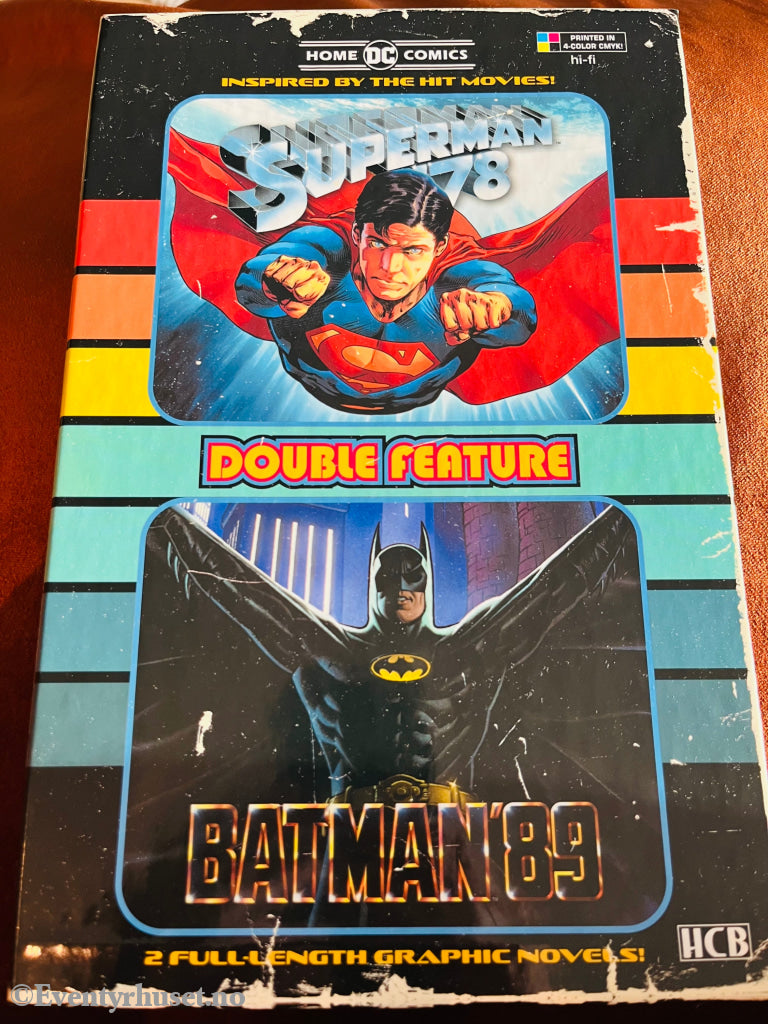 HOME DC COMICS
PRINTED IN
4-COLOR CMYK!
hi-fi
INSPIRED BY THE HIT MOVIES!
SUPERMAN™
'78
DOUBLE FEATURE
BATMAN'89
HCB
2 FULL-LENGTH GRAPHIC NOVELS!
©Eventyrhuset.no